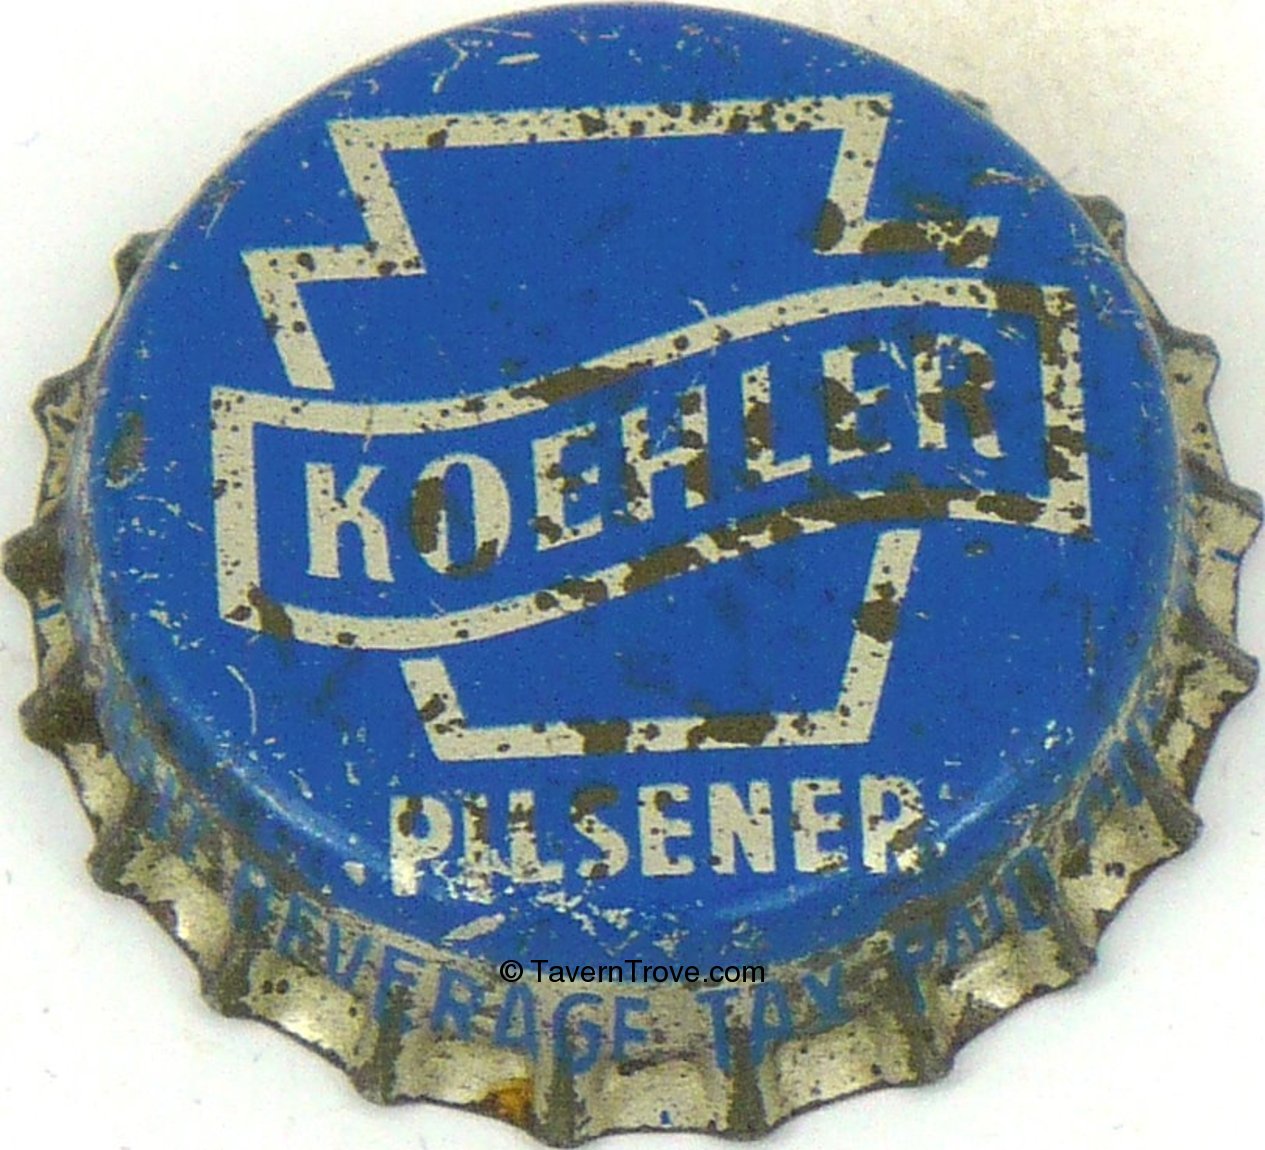 KOEHLER
PILSENER
BEVERAGE TAX PAID
© TavernTrove.com